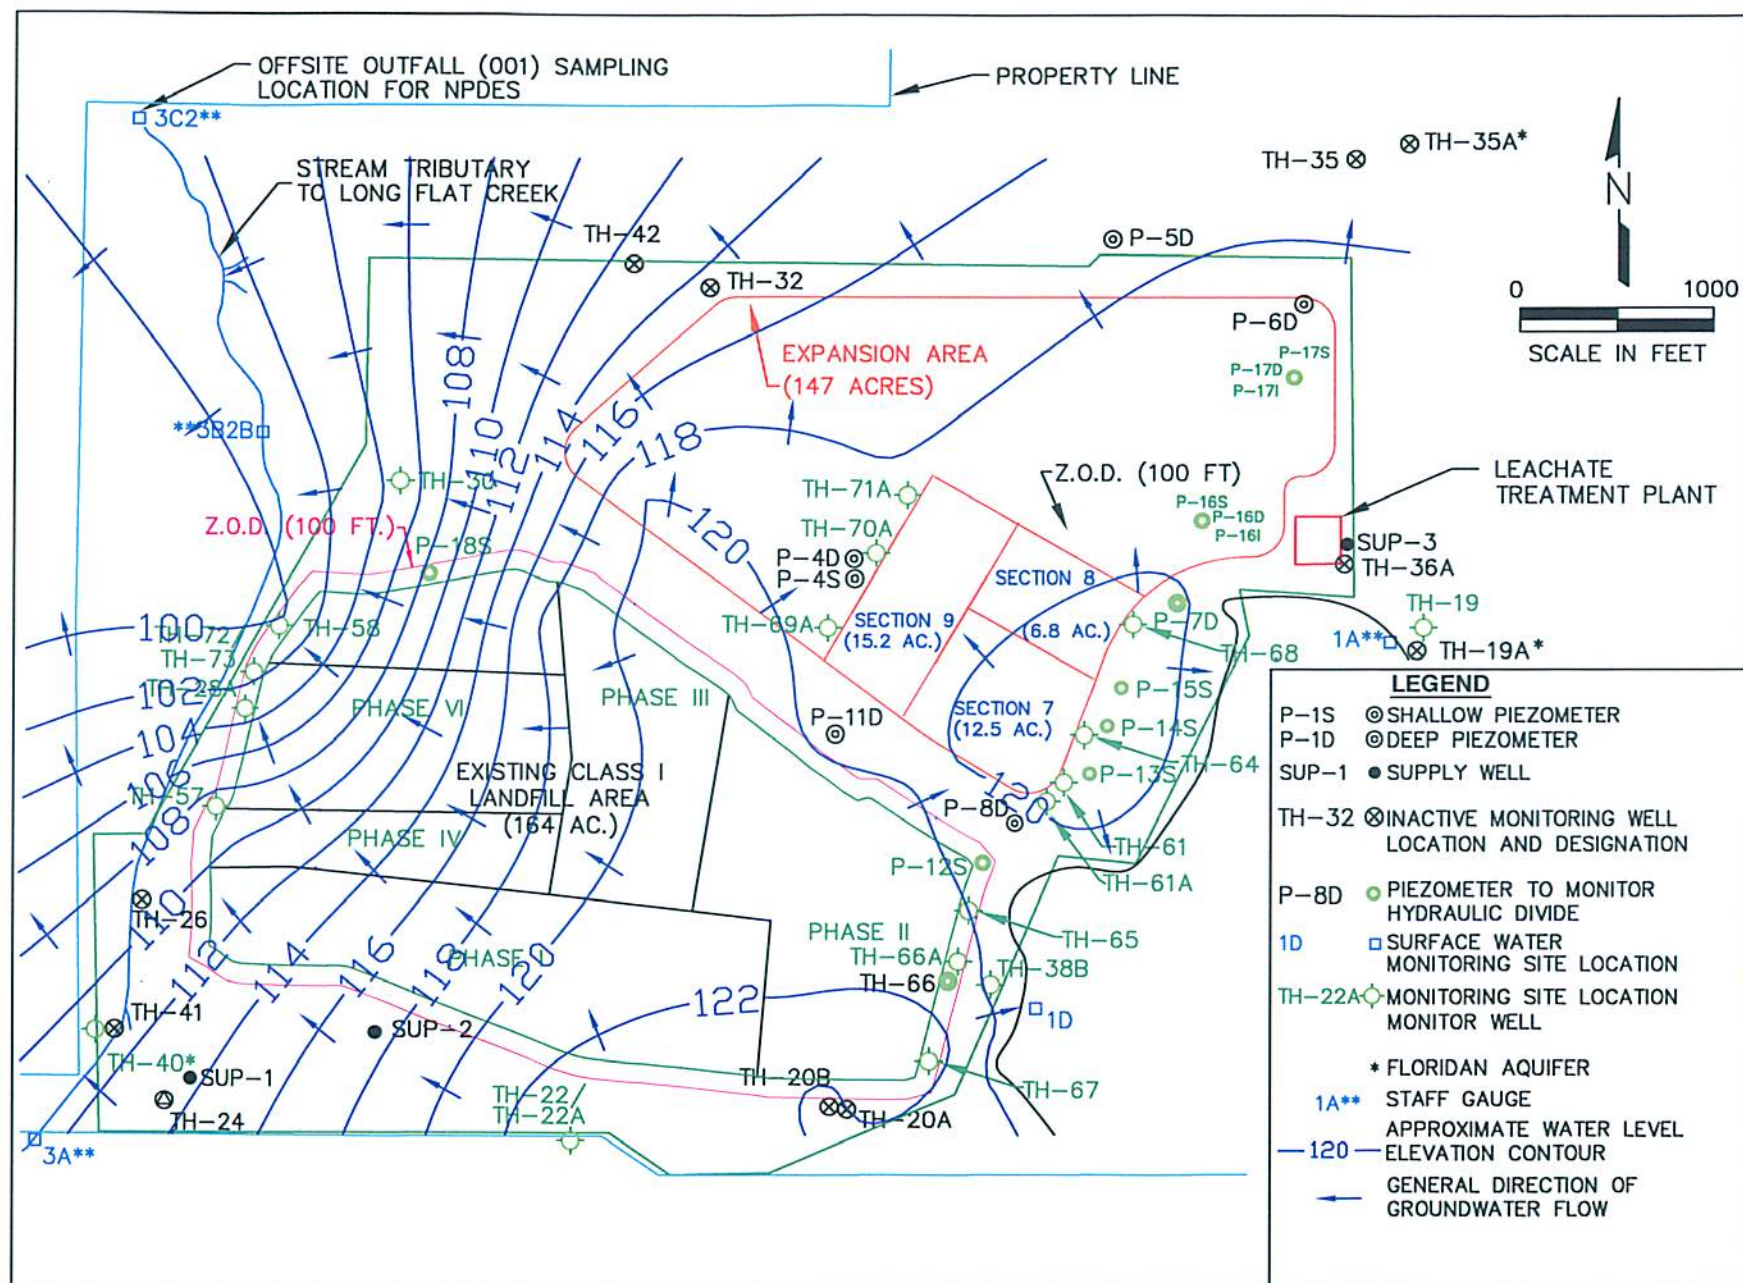 OFFSITE OUTFALL (001) SAMPLING
LOCATION FOR NPDES
PROPERTY LINE
3C2**
STREAM TRIBUTARY
TO LONG FLAT CREEK
TH-35
TH-35A*
N
TH-42
P-5D
TH-32
0 1000
SCALE IN FEET
P-6D
EXPANSION AREA
(147 ACRES)
P-17S
P-17D
P-17I
108
110
112
114
116
118
**3B2B
TH-30
Z.O.D. (100 FT.)
P-18S
120
TH-71A
TH-70A
P-4D
P-4S
Z.O.D. (100 FT)
P-16S
P-16D
P-16I
LEACHATE
TREATMENT PLANT
SUP-3
TH-36A
SECTION 8
(6.8 AC.)
SECTION 9
(15.2 AC.)
TH-69A
P-7D
TH-68
TH-19
1A**
TH-19A*
100
TH-72
TH-58
TH-73
TH-28A
102
104
106
108
110
112
114
116
118
120
122
PHASE VI
PHASE III
P-11D
SECTION 7
(12.5 AC.)
P-15S
P-14S
TH-64
P-13S
120
P-8D
TH-61
TH-61A
TH-57
EXISTING CLASS I
LANDFILL AREA
(164 AC.)
PHASE IV
P-12S
TH-26
PHASE I
PHASE II
TH-65
TH-66A
TH-66
TH-38B
1D
TH-41
SUP-2
TH-40*
SUP-1
TH-24
3A**
TH-22/
TH-22A
TH-20B
TH-20A
TH-67
LEGEND
P-1S SHALLOW PIEZOMETER
P-1D DEEP PIEZOMETER
SUP-1 SUPPLY WELL
TH-32 INACTIVE MONITORING WELL
LOCATION AND DESIGNATION
P-8D PIEZOMETER TO MONITOR
HYDRAULIC DIVIDE
1D SURFACE WATER
MONITORING SITE LOCATION
TH-22A MONITORING SITE LOCATION
MONITOR WELL
* FLORIDAN AQUIFER
1A** STAFF GAUGE
APPROXIMATE WATER LEVEL
120 ELEVATION CONTOUR
GENERAL DIRECTION OF
GROUNDWATER FLOW